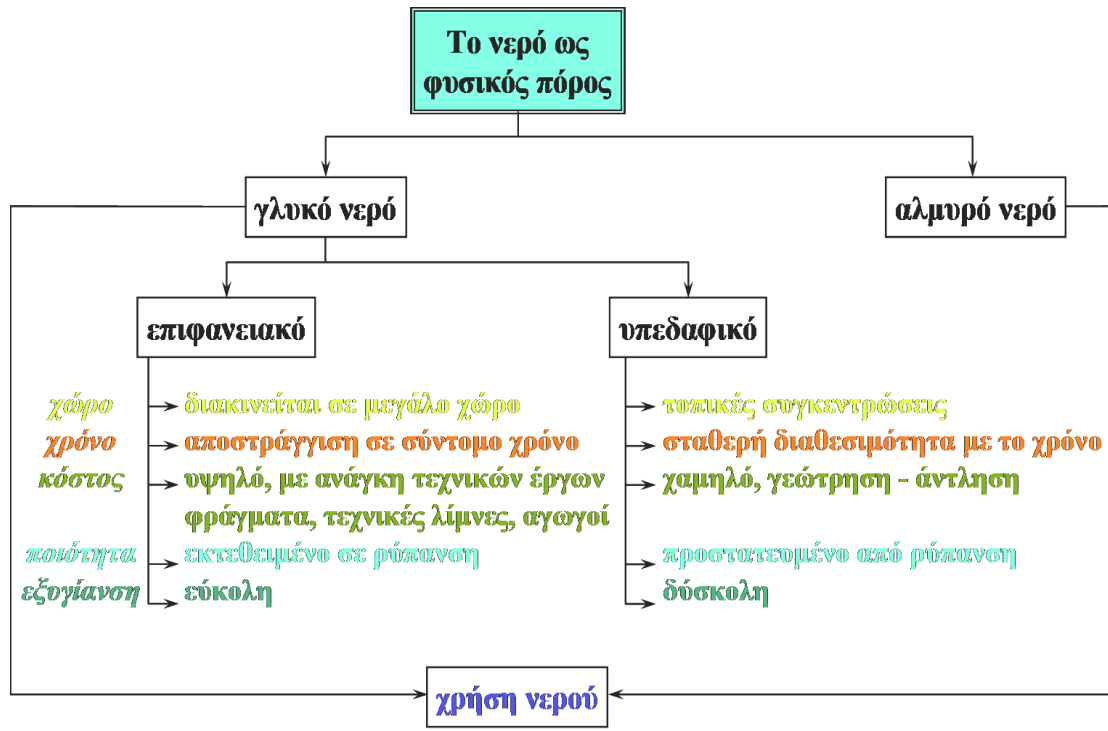 Το νερό ως
φυσικός πόρος
γλυκό νερό
αλμυρό νερό
επιφανειακό
υπεδαφικό
χώρο διακινείται σε μεγάλο χώρο τοπικές συγκεντρώσεις
χρόνο αποστράγγιση σε σύντομο χρόνο σταθερή διαθεσιμότητα με το χρόνο
κόστος υψηλό, με ανάγκη τεχνικών έργων χαμηλό, γεώτρηση - άντληση
φράγματα, τεχνικές λίμνες, αγωγοί
ποιότητα εκτεθειμένο σε ρύπανση προστατευμένο από ρύπανση
εξυγίανση εύκολη δύσκολη
χρήση νερού